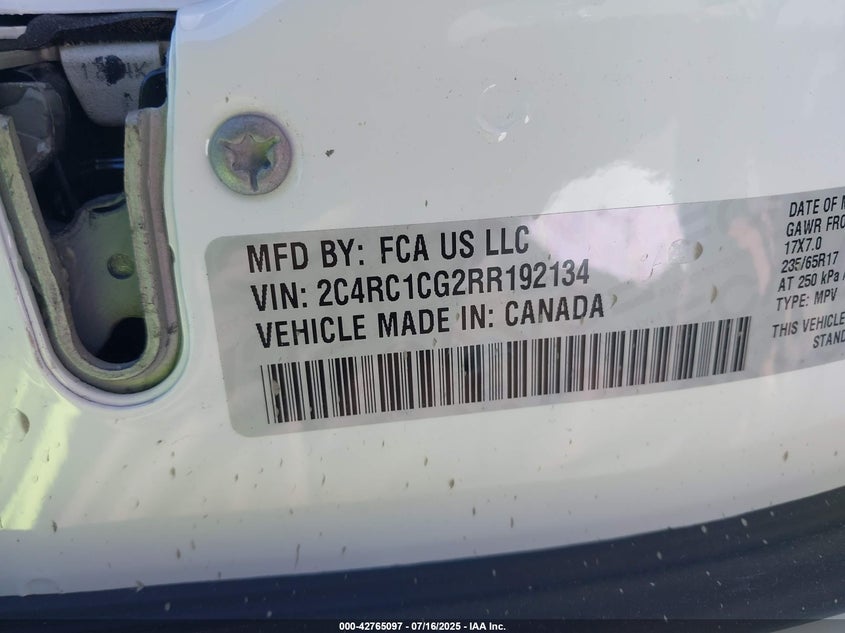 MFD BY: FCA US LLC
VIN: 2C4RC1CG2RR192134
VEHICLE MADE IN: CANADA
DATE OF M
GAWR FRO
17X7.0
235/65R17
AT 250 kPa
TYPE: MPV
THIS VEHICLE
STAND
000-42765097 - 07/16/2025 - IAA Inc.